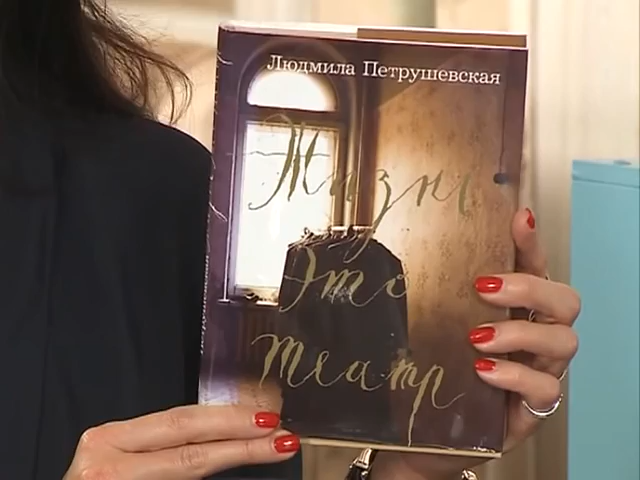 Людмила Петрушевская
Жизнь
это
театр